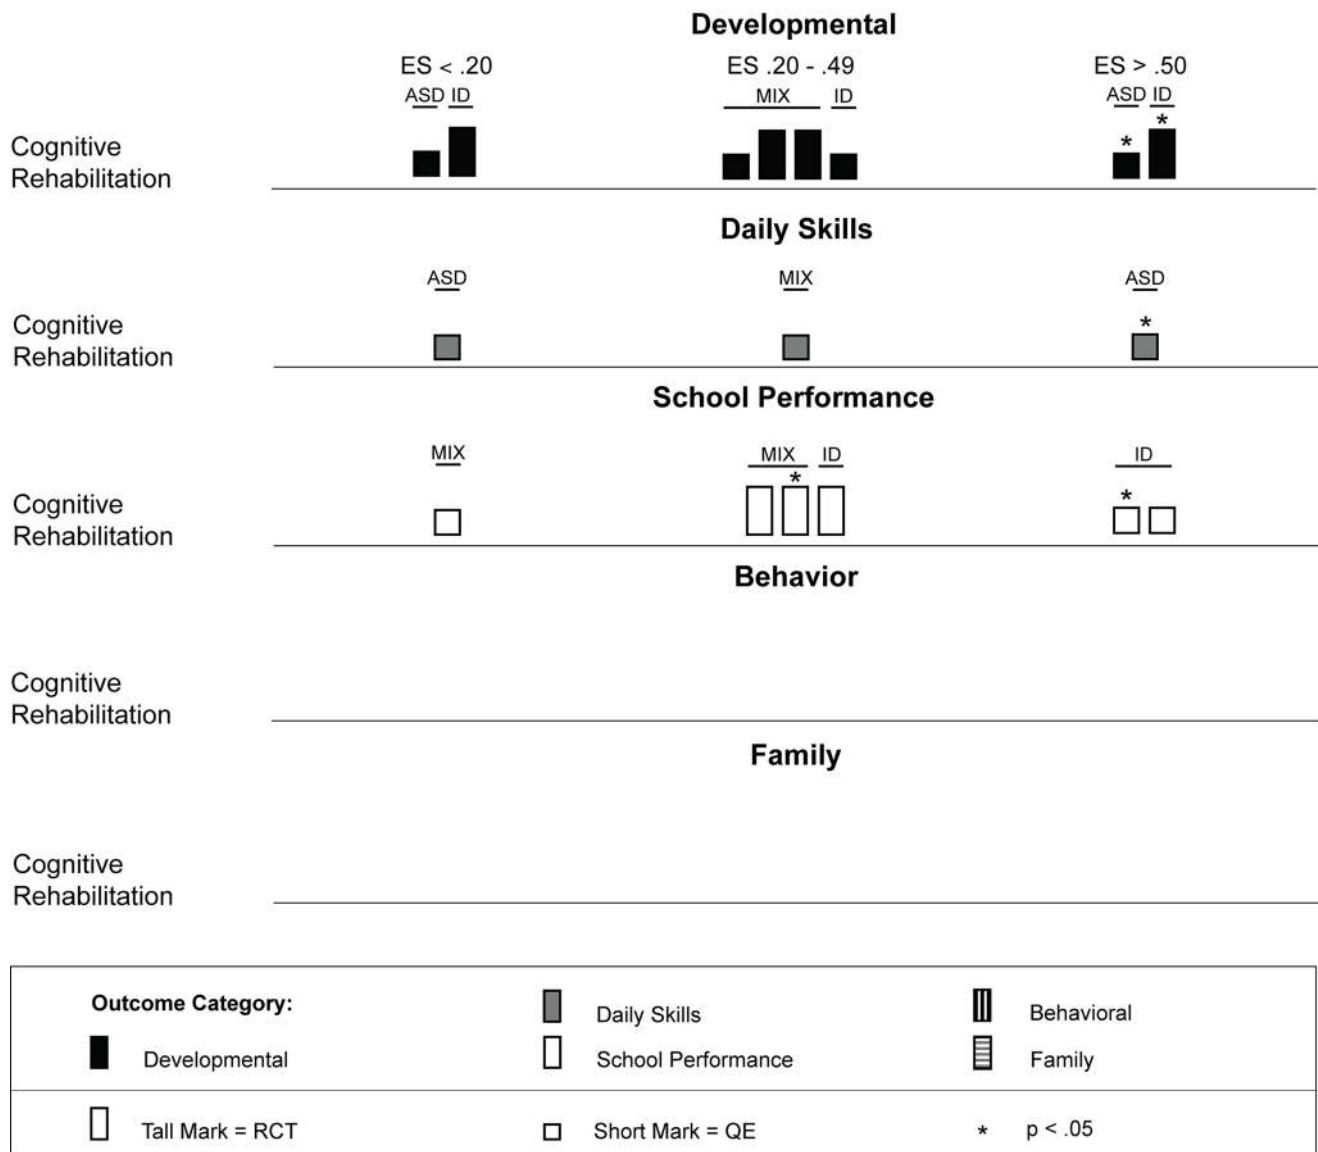 Developmental
ES < .20 ES .20 - .49 ES > .50
ASD ID MIX ID ASD ID
* *
Cognitive
Rehabilitation
Daily Skills
ASD MIX ASD
*
Cognitive
Rehabilitation
School Performance
MIX MIX ID ID
* *
Cognitive
Rehabilitation
Behavior
Cognitive
Rehabilitation
Family
Cognitive
Rehabilitation
Outcome Category: Daily Skills Behavioral
Developmental School Performance Family
Tall Mark = RCT Short Mark = QE * p < .05